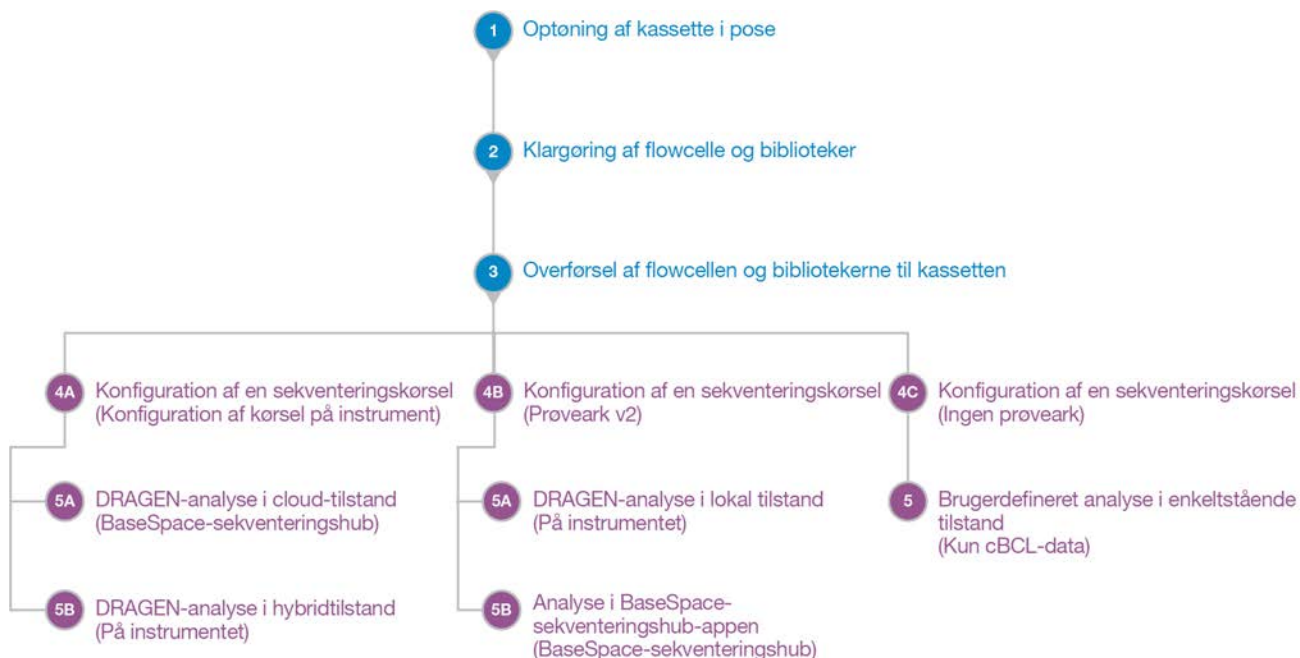 1 Optøning af kassette i pose
2 Klargøring af flowcelle og biblioteker
3 Overførsel af flowcellen og bibliotekerne til kassetten
4A Konfiguration af en sekventeringskørsel
(Konfiguration af kørsel på instrument)
5A DRAGEN-analyse i cloud-tilstand
(BaseSpace-sekventeringshub)
5B DRAGEN-analyse i hybridtilstand
(På instrumentet)
4B Konfiguration af en sekventeringskørsel
(Prøveark v2)
5A DRAGEN-analyse i lokal tilstand
(På instrumentet)
5B Analyse i BaseSpace-
sekventeringshub-appen
(BaseSpace-sekventeringshub)
4C Konfiguration af en sekventeringskørsel
(Ingen prøveark)
5 Brugerdefineret analyse i enkeltstående
tilstand
(Kun cBCL-data)